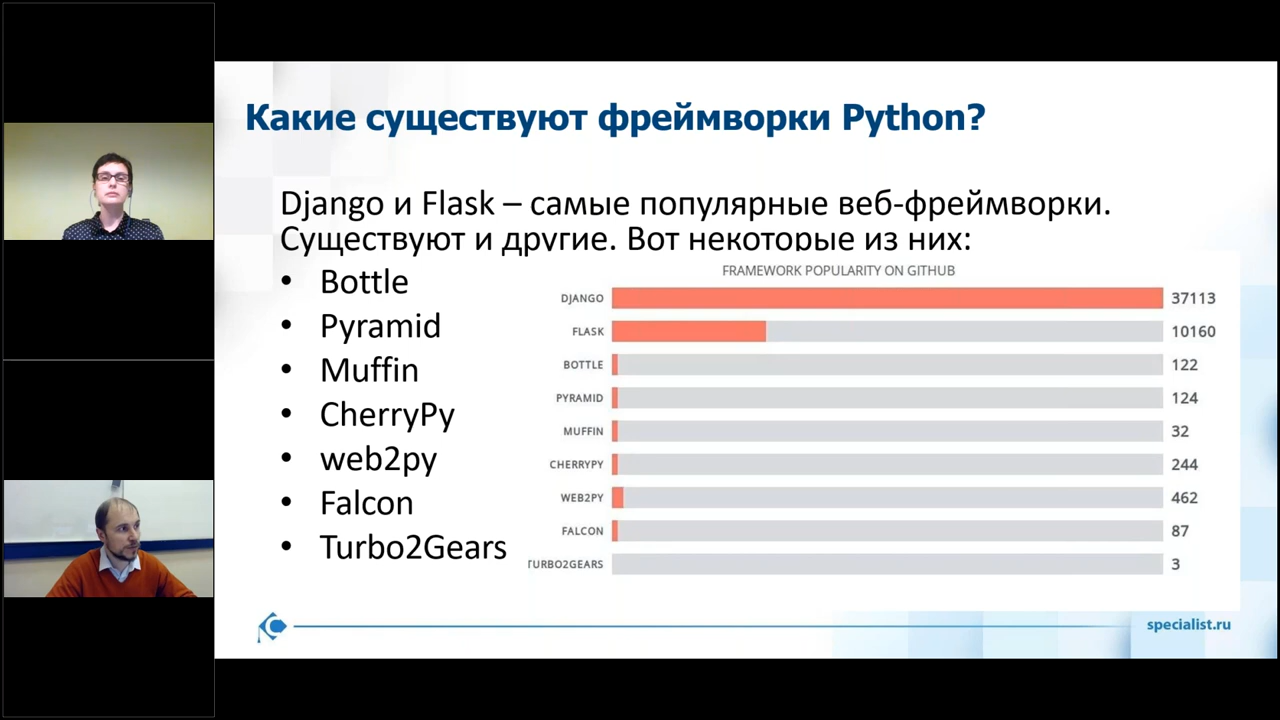 Какие существуют фреймворки Python?
Django и Flask – самые популярные веб-фреймворки.
Существуют и другие. Вот некоторые из них:
• Bottle
• Pyramid
• Muffin
• CherryPy
• web2py
• Falcon
• Turbo2Gears
FRAMEWORK POPULARITY ON GITHUB
DJANGO 37113
FLASK 10160
BOTTLE 122
PYRAMID 124
MUFFIN 32
CHERRYPY 244
WEB2PY 462
FALCON 87
TURBO2GEARS 3
specialist.ru